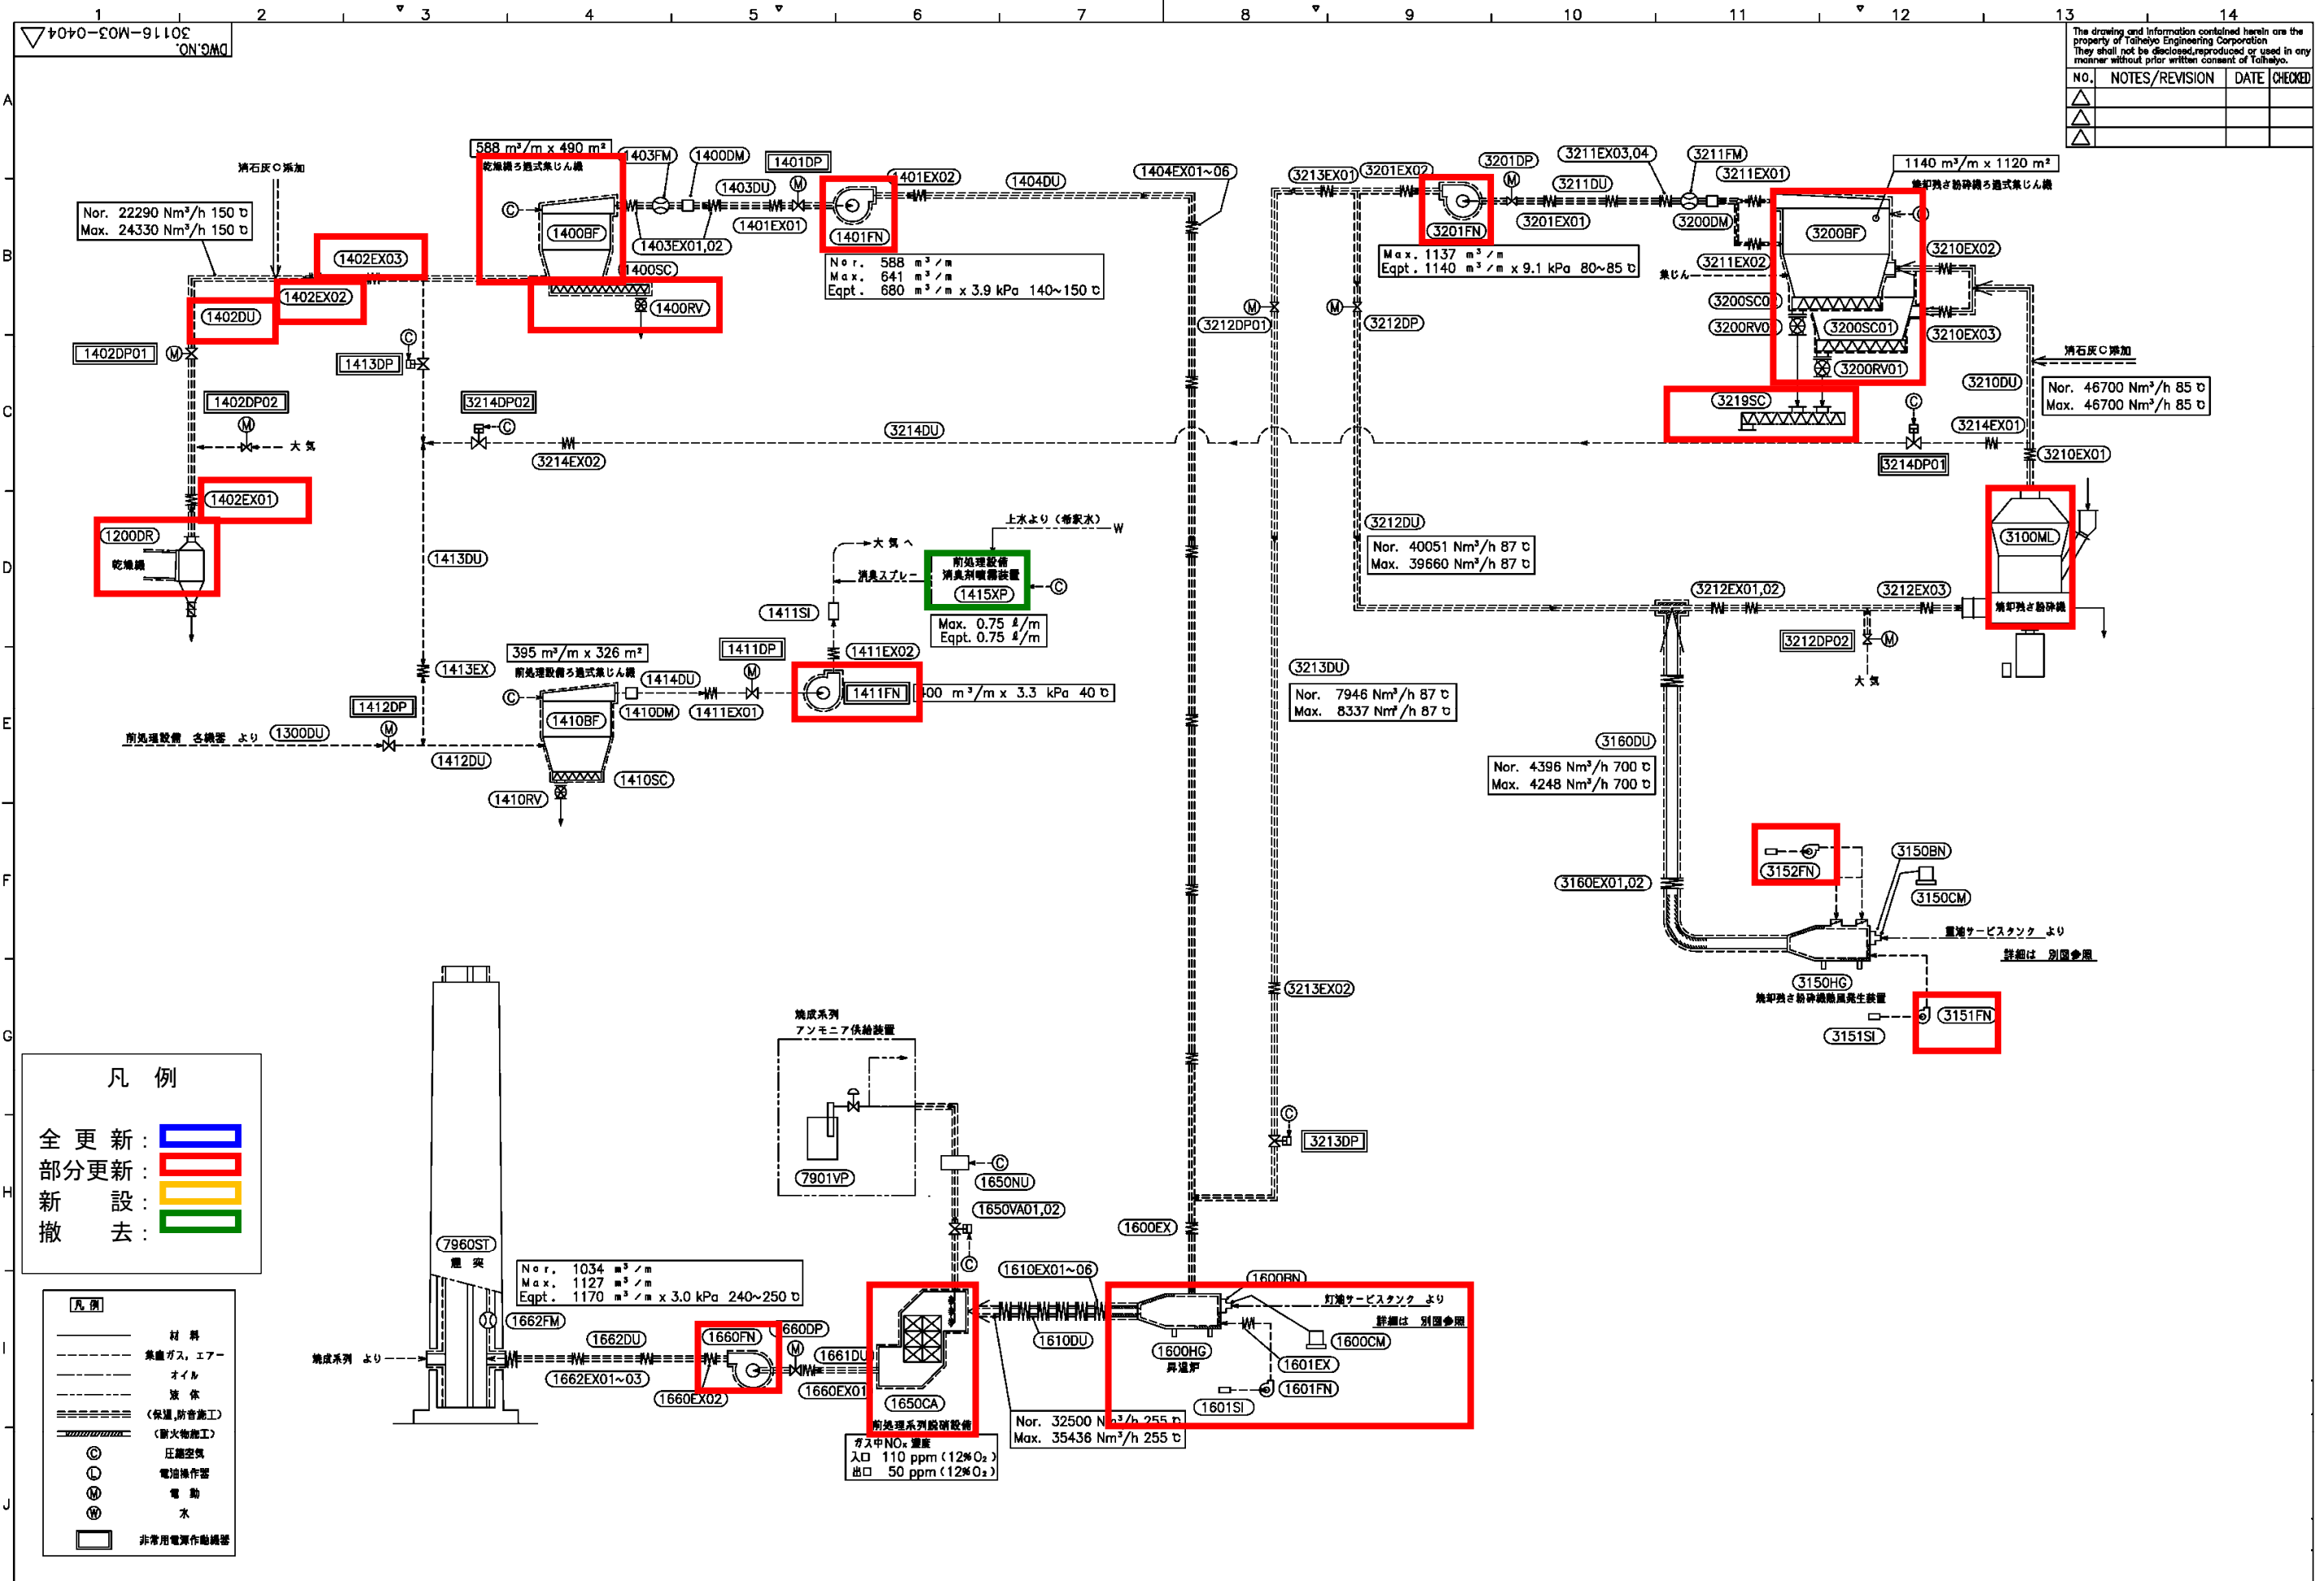 1 2 3 4 5 6 7 8 9 10 11 12 13 14
DWG.NO.
30116-M03-0404
The drawing and information contained herein are the
property of Taiheiyo Engineering Corporation
They shall not be disclosed,reproduced or used in any
manner without prior written consent of Taiheiyo.
NO. NOTES/REVISION DATE CHECKED
A
B
C
D
E
F
G
H
I
J
消石灰C添加
Nor. 22290 Nm³/h 150℃
Max. 24330 Nm³/h 150℃
1402EX03
1402EX02
1402DU
1402DP01
1402DP02
大気
1402EX01
1200DR
乾燥機
588 m³/m x 490 m²
乾燥機ろ過式集じん機
1400BF
1403FM
1400DM
1403DU
1401DP
1401EX01
1403EX01,02
1400SC
1400RV
1401EX02
1401FN
Nor. 588 m³/m
Max. 641 m³/m
Eqpt. 680 m³/m x 3.9 kPa 140~150℃
1404DU
1404EX01~06
1413DP
3214DP02
3214EX02
3214DU
1413DU
1413EX
1412DP
前処理設備 各機器 より
1300DU
1412DU
395 m³/m x 326 m²
前処理設備ろ過式集じん機
1410BF
1410SC
1410RV
1414DU
1410DM
1411EX01
1411DP
1411SI
1411EX02
1411FN
400 m³/m x 3.3 kPa 40℃
大気へ
消臭スプレー
上水より（希釈水）
W
前処理設備
消臭剤噴霧装置
1415XP
Max. 0.75 ℓ/m
Eqpt. 0.75 ℓ/m
3213EX01
3201EX02
3201DP
3211EX03,04
3211FM
3211EX01
3211DU
3201EX01
3200DM
3201FN
Max. 1137 m³/m
Eqpt. 1140 m³/m x 9.1 kPa 80~85℃
1140 m³/m x 1120 m²
焼却残さ粉砕機ろ過式集じん機
3200BF
3211EX02
集じん
3210EX02
3210EX03
3200SC02
3200RV02
3200SC01
3200RV01
3219SC
消石灰C添加
3210DU
Nor. 46700 Nm³/h 85℃
Max. 46700 Nm³/h 85℃
3214EX01
3210EX01
3214DP01
3100ML
焼却残さ粉砕機
3212DP01
3212DP
3212DU
Nor. 40051 Nm³/h 87℃
Max. 39660 Nm³/h 87℃
3212EX01,02
3212EX03
3212DP02
大気
3213DU
Nor. 7946 Nm³/h 87℃
Max. 8337 Nm³/h 87℃
3160DU
Nor. 4396 Nm³/h 700℃
Max. 4248 Nm³/h 700℃
3160EX01,02
3152FN
3150BN
3150CM
重油サービスタンク より
詳細は 別図参照
3150HG
焼却残さ粉砕機熱風発生装置
3151FN
3151SI
3213EX02
3213DP
焼成系列
アンモニア供給装置
7901VP
1650NU
1650VA01,02
1600EX
1610EX01~06
1610DU
1600BN
灯油サービスタンク より
詳細は 別図参照
1600CM
1600HG
昇温炉
1601EX
1601FN
1601SI
Nor. 32500 Nm³/h 255℃
Max. 35436 Nm³/h 255℃
1650CA
前処理系列脱硝設備
ガス中NOx濃度
入口 110 ppm(12%O₂)
出口 50 ppm(12%O₂)
1661DU
1660EX01
1660DP
1660FN
1660EX02
1662DU
1662EX01~03
1662FM
Nor. 1034 m³/m
Max. 1127 m³/m
Eqpt. 1170 m³/m x 3.0 kPa 240~250℃
7960ST
煙突
焼成系列 より
凡 例
全更新:
部分更新:
新 設:
撤 去:
凡例
材料
集塵ガス，エアー
オイル
液体
（保温,防音施工）
（耐火物施工）
C 圧縮空気
L 電油操作器
M 電動
W 水
非常用電源作動機器